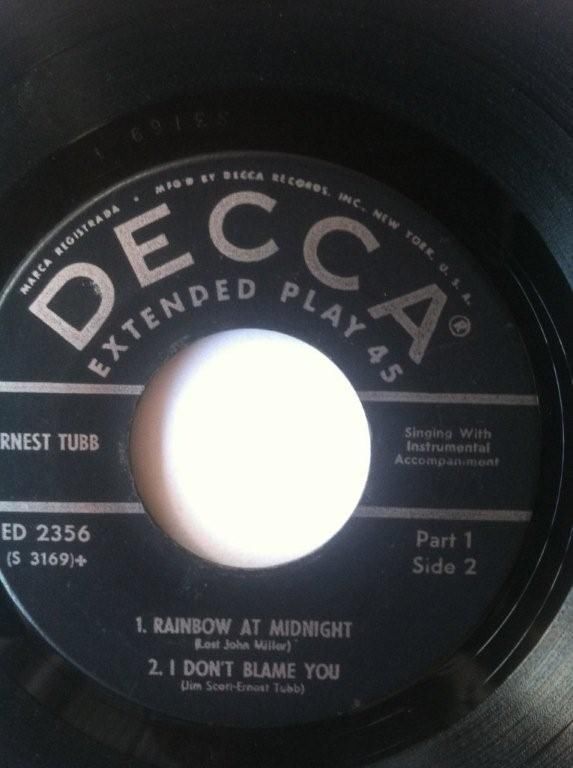 MARCA REGISTRADA • MFG'D BY DECCA RECORDS, INC., NEW YORK, U. S. A.
DECCA®
EXTENDED PLAY 45
RNEST TUBB
Singing With
Instrumental
Accompaniment
ED 2356
(S 3169)+
Part 1
Side 2
1. RAINBOW AT MIDNIGHT
(Lost John Miller)
2. I DON'T BLAME YOU
(Jim Scott-Ernest Tubb)